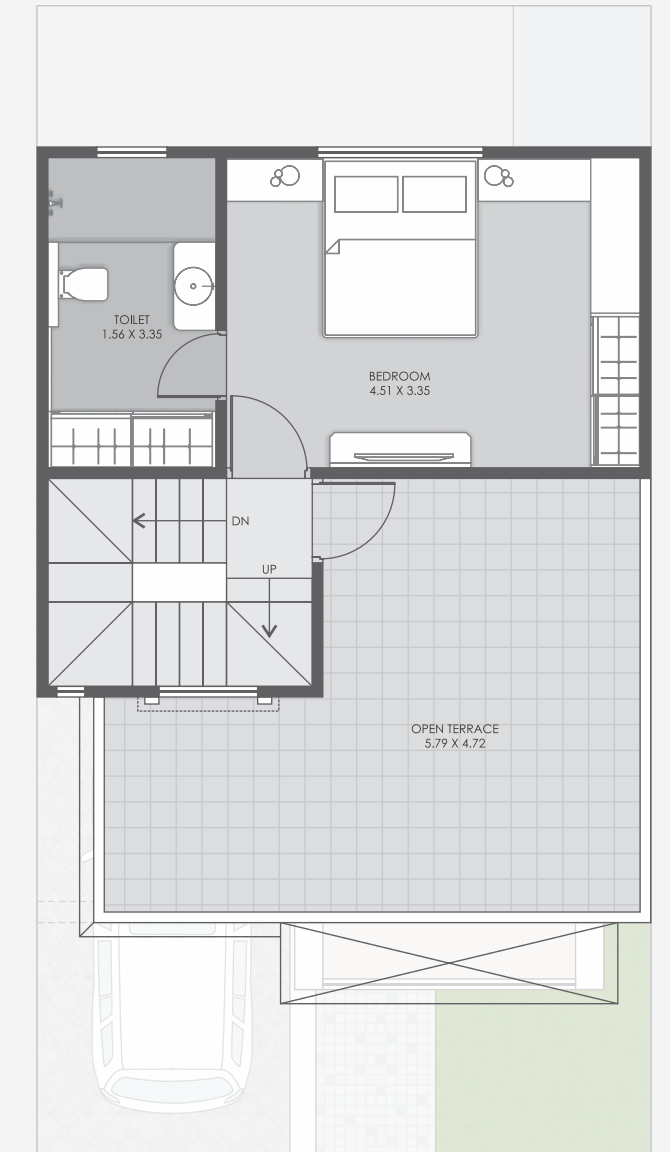 TOILET
1.56 X 3.35
BEDROOM
4.51 X 3.35
DN
UP
OPEN TERRACE
5.79 X 4.72